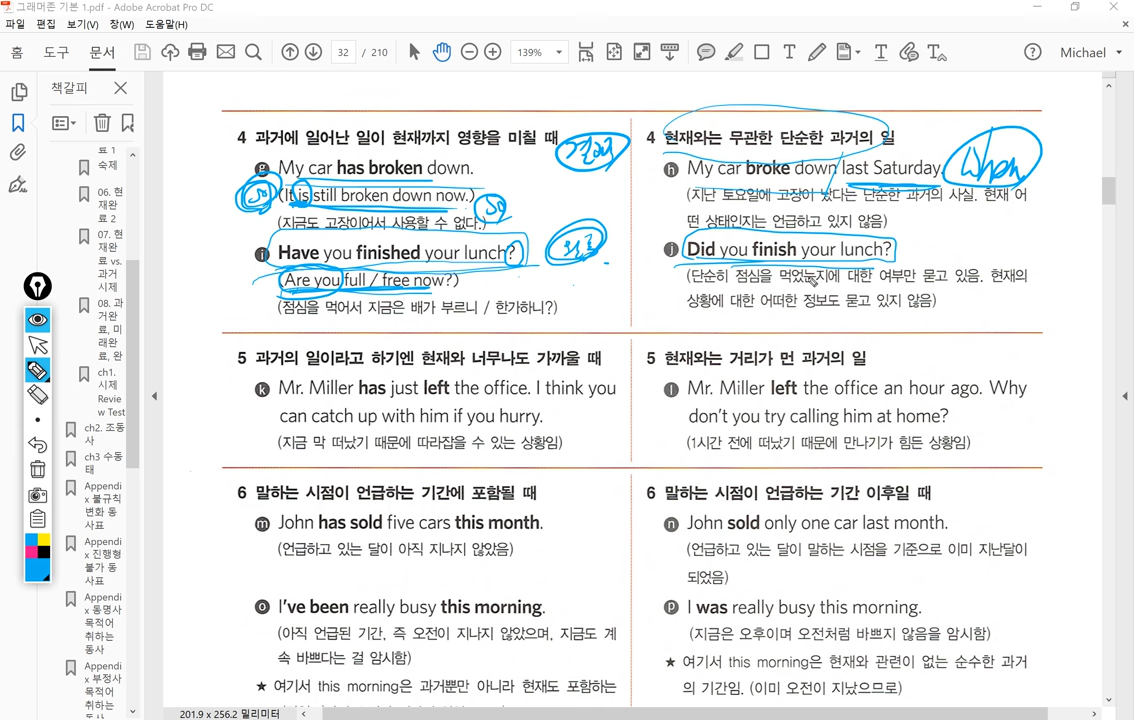 그래머존 기본 1.pdf - Adobe Acrobat Pro DC
파일 편집 보기(V) 창(W) 도움말(H)
홈 도구 문서 32 / 210 139% Michael
책갈피
료 1
숙제
06. 현
재완
료 2
07. 현
재완
료 vs.
과거
시제
08. 과
거완
료, 미
래완
료, 완
ch1.
시제
Revie
w Test
ch2. 조동
사
ch3 수동
태
Appendi
x 불규칙
변화 동
사표
Appendi
x 진행형
불가 동
사표
Appendi
x 동명사
목적어
취하는
동사
Appendi
x 부정사
목적어
취하는
동사
4 과거에 일어난 일이 현재까지 영향을 미칠 때
결과
g My car has broken down.
(It is still broken down now.)
(지금도 고장이어서 사용할 수 없다.)
i Have you finished your lunch?
완료
(Are you full / free now?)
(점심을 먹어서 지금은 배가 부르니 / 한가하니?)
5 과거의 일이라고 하기엔 현재와 너무나도 가까울 때
k Mr. Miller has just left the office. I think you
can catch up with him if you hurry.
(지금 막 떠났기 때문에 따라잡을 수 있는 상황임)
6 말하는 시점이 언급하는 기간에 포함될 때
m John has sold five cars this month.
(언급하고 있는 달이 아직 지나지 않았음)
o I've been really busy this morning.
(아직 언급된 기간, 즉 오전이 지나지 않았으며, 지금도 계
속 바쁘다는 걸 암시함)
★ 여기서 this morning은 과거뿐만 아니라 현재도 포함하는
4 현재와는 무관한 단순한 과거의 일
h My car broke down last Saturday.
When
(지난 토요일에 고장이 났다는 단순한 과거의 사실. 현재 어
떤 상태인지는 언급하고 있지 않음)
j Did you finish your lunch?
(단순히 점심을 먹었는지에 대한 여부만 묻고 있음. 현재의
상황에 대한 어떠한 정보도 묻고 있지 않음)
5 현재와는 거리가 먼 과거의 일
l Mr. Miller left the office an hour ago. Why
don't you try calling him at home?
(1시간 전에 떠났기 때문에 만나기가 힘든 상황임)
6 말하는 시점이 언급하는 기간 이후일 때
n John sold only one car last month.
(언급하고 있는 달이 말하는 시점을 기준으로 이미 지난달이
되었음)
p I was really busy this morning.
(지금은 오후이며 오전처럼 바쁘지 않음을 암시함)
★ 여기서 this morning은 현재와 관련이 없는 순수한 과거
의 기간임. (이미 오전이 지났으므로)
201.9 x 256.2 밀리미터